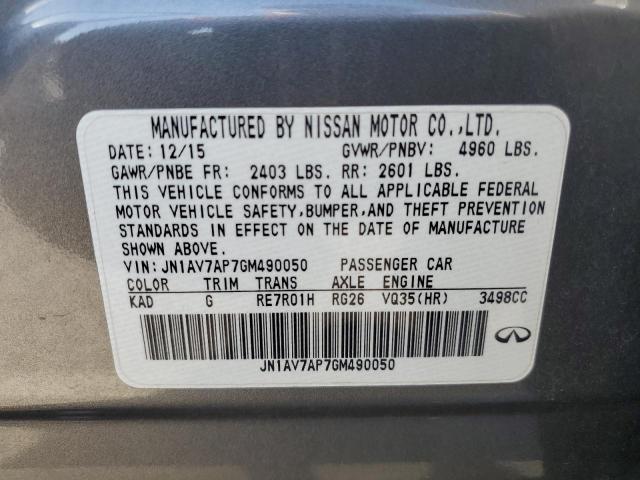 MANUFACTURED BY NISSAN MOTOR CO.,LTD.
DATE: 12/15 GVWR/PNBV: 4960 LBS.
GAWR/PNBE FR: 2403 LBS. RR: 2601 LBS.
THIS VEHICLE CONFORMS TO ALL APPLICABLE FEDERAL
MOTOR VEHICLE SAFETY,BUMPER,AND THEFT PREVENTION
STANDARDS IN EFFECT ON THE DATE OF MANUFACTURE
SHOWN ABOVE.
VIN: JN1AV7AP7GM490050 PASSENGER CAR
COLOR TRIM TRANS AXLE ENGINE
KAD G RE7R01H RG26 VQ35(HR) 3498CC
JN1AV7AP7GM490050